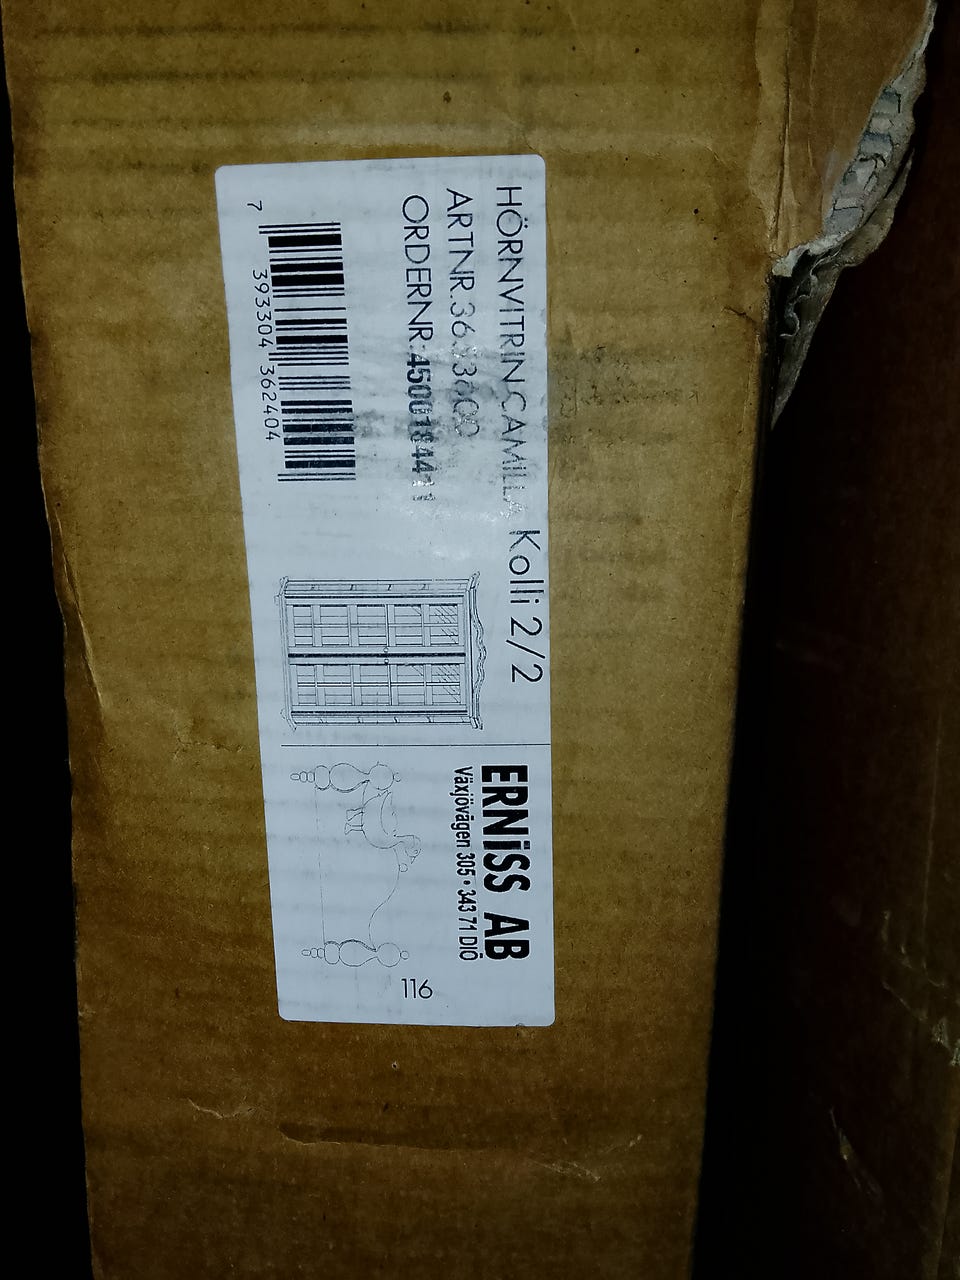 HÖRNVITRIN,CAMILLA Kolli 2/2
ARTNR.
ORDERNR:
7 393304 362404
ERNiSS AB
Växjövägen 305 • 343 71 DIÖ
116